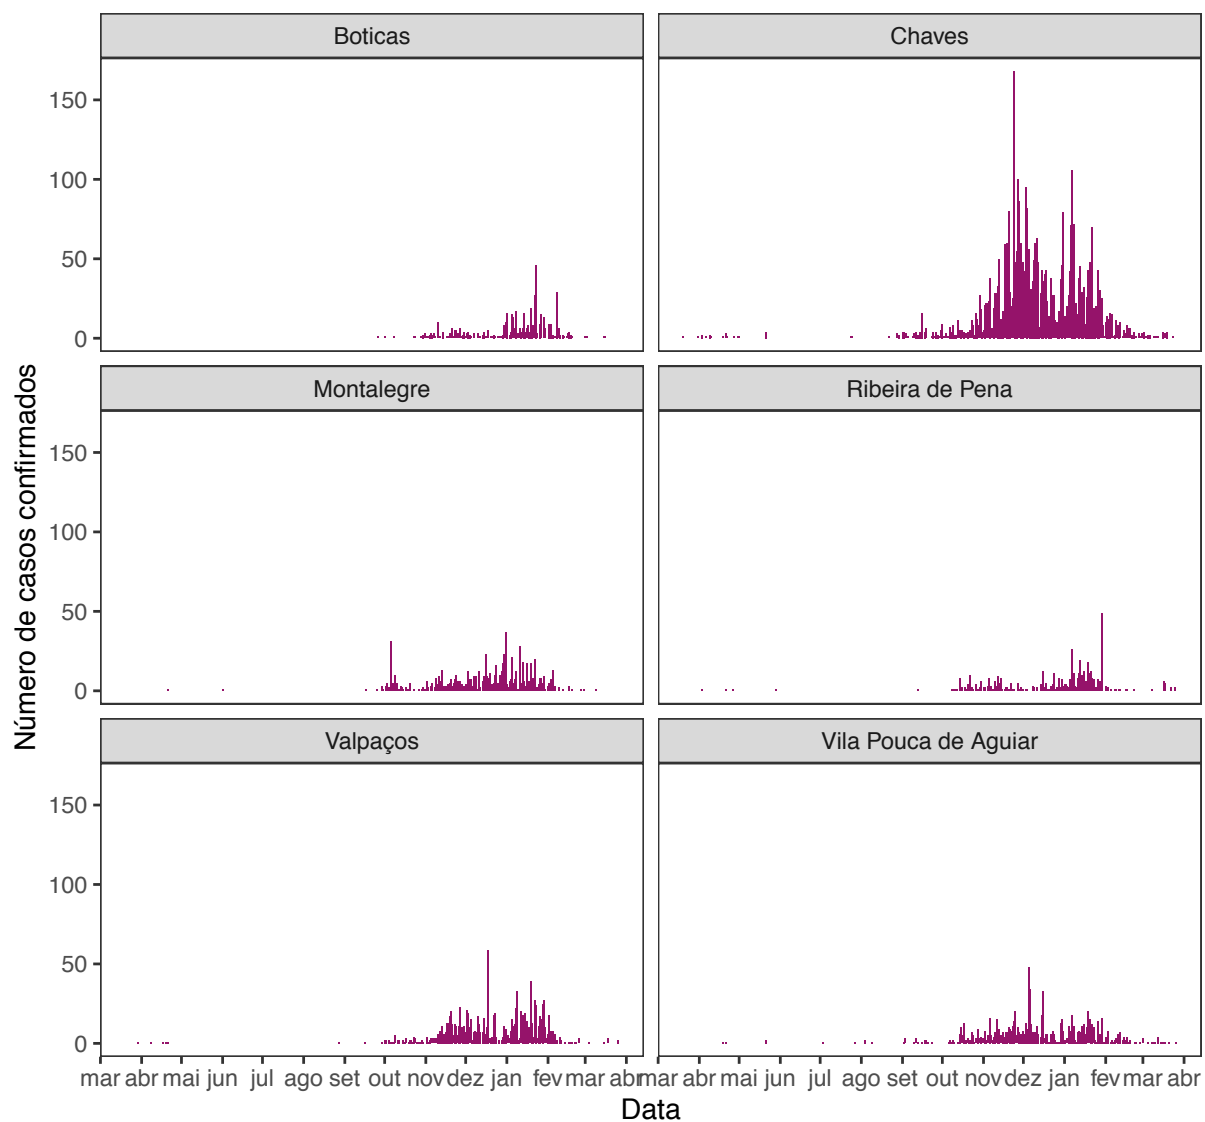 Boticas
Chaves
150
100
50
0
Montalegre
Ribeira de Pena
150
100
50
0
Valpaços
Vila Pouca de Aguiar
150
100
50
0
mar abr mai jun jul ago set out nov dez jan fev mar abr
mar abr mai jun jul ago set out nov dez jan fev mar abr
Data
Número de casos confirmados